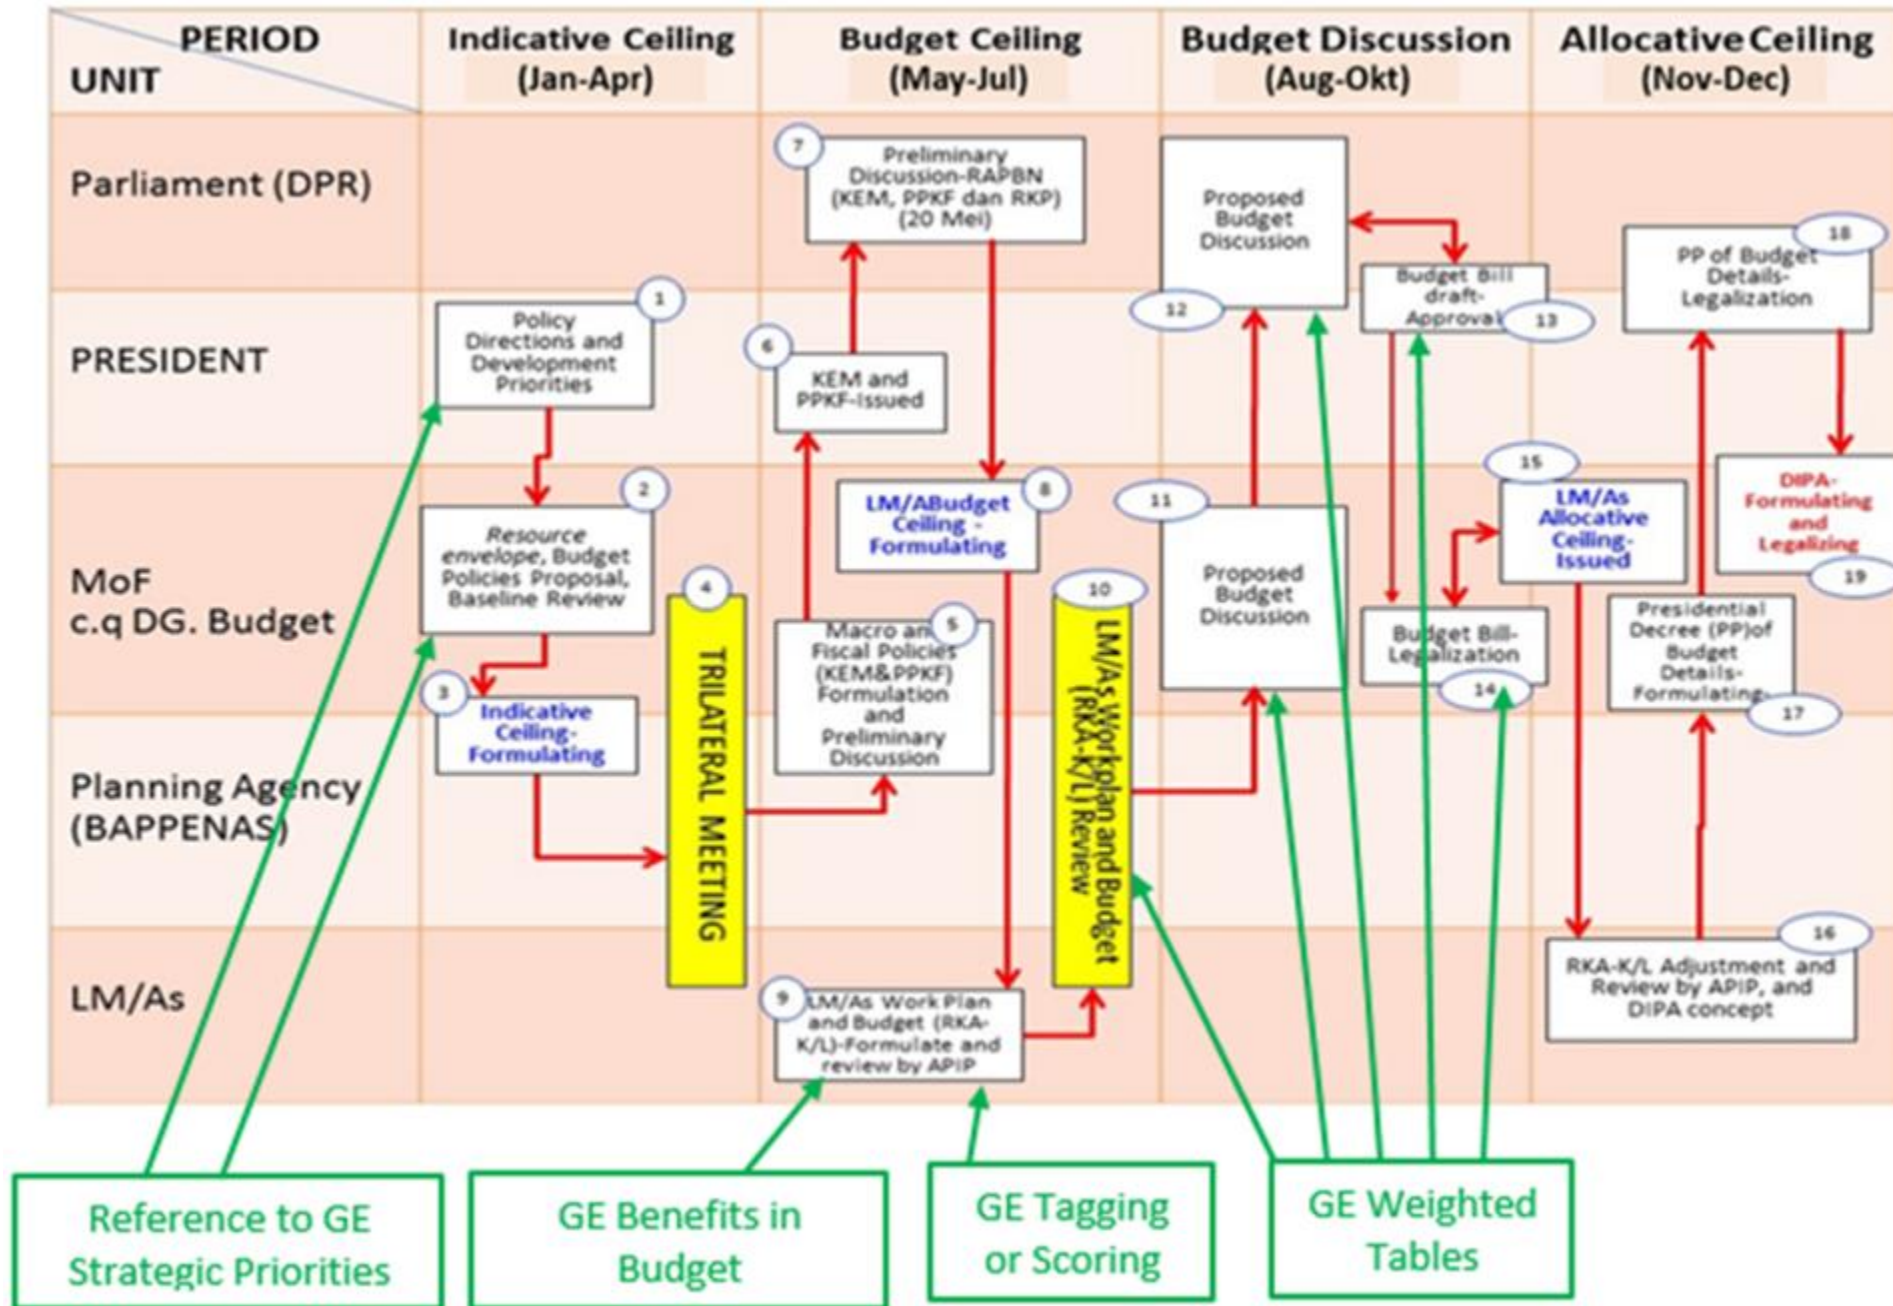 PERIOD
UNIT
Indicative Ceiling
(Jan-Apr)
Budget Ceiling
(May-Jul)
Budget Discussion
(Aug-Okt)
Allocative Ceiling
(Nov-Dec)
Parliament (DPR)
7
Preliminary
Discussion-RAPBN
(KEM, PPKF dan RKP)
(20 Mei)
Proposed
Budget
Discussion
12
Budget Bill
draft-
Approval
13
18
PP of Budget
Details-
Legalization
PRESIDENT
1
Policy
Directions and
Development
Priorities
6
KEM and
PPKF-Issued
MoF
c.q DG. Budget
2
Resource
envelope, Budget
Policies Proposal,
Baseline Review
3
Indicative
Ceiling-
Formulating
4
TRILATERAL MEETING
8
LM/ABudget
Ceiling -
Formulating
5
Macro and
Fiscal Policies
(KEM&PPKF)
Formulation
and
Preliminary
Discussion
10
LM/As Workplan and Budget
(RKA-K/L) Review
11
Proposed
Budget
Discussion
15
LM/As
Allocative
Ceiling-
Issued
Budget Bill-
Legalization
14
DIPA-
Formulating
and
Legalizing
19
Presidential
Decree (PP)of
Budget
Details-
Formulating-
17
Planning Agency
(BAPPENAS)
LM/As
9
LM/As Work Plan
and Budget (RKA-
K/L)-Formulate and
review by APIP
16
RKA-K/L Adjustment and
Review by APIP, and
DIPA concept
Reference to GE
Strategic Priorities
GE Benefits in
Budget
GE Tagging
or Scoring
GE Weighted
Tables